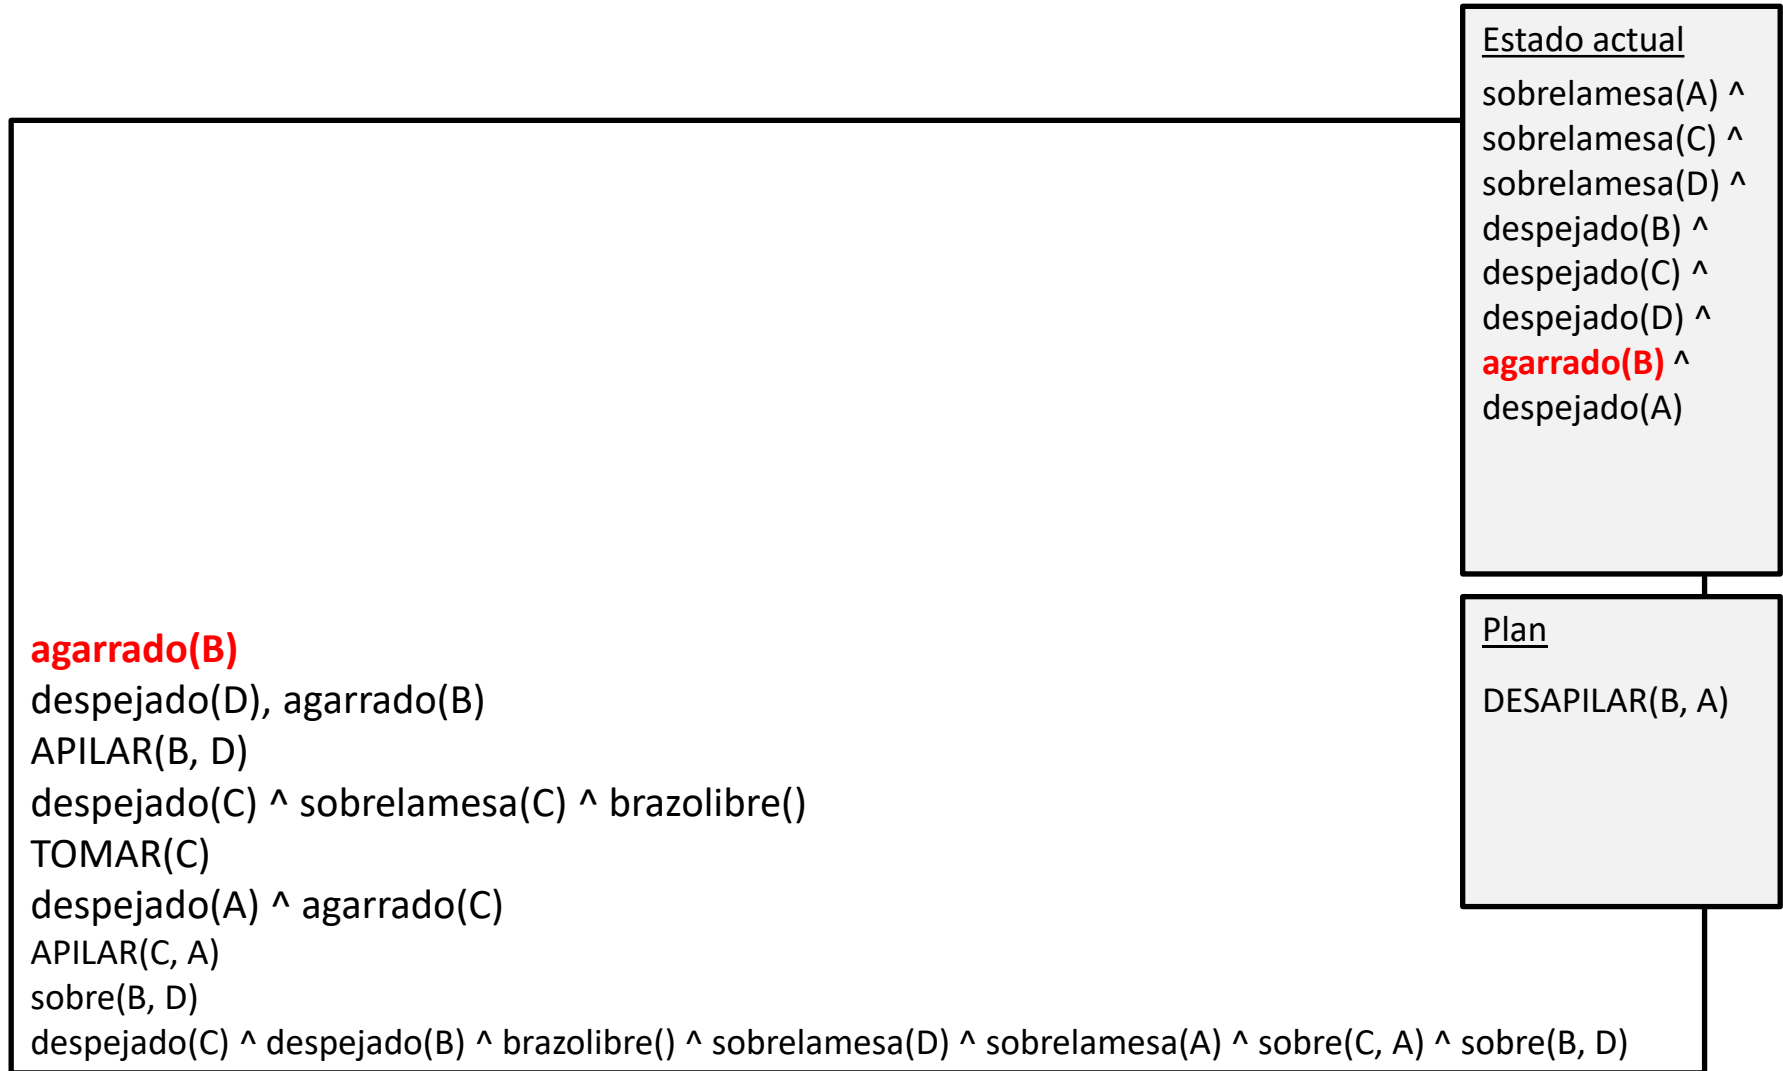 Estado actual
sobrelamesa(A) ^
sobrelamesa(C) ^
sobrelamesa(D) ^
despejado(B) ^
despejado(C) ^
despejado(D) ^
agarrado(B) ^
despejado(A)
agarrado(B)
despejado(D), agarrado(B)
APILAR(B, D)
despejado(C) ^ sobrelamesa(C) ^ brazolibre()
TOMAR(C)
despejado(A) ^ agarrado(C)
APILAR(C, A)
sobre(B, D)
despejado(C) ^ despejado(B) ^ brazolibre() ^ sobrelamesa(D) ^ sobrelamesa(A) ^ sobre(C, A) ^ sobre(B, D)
Plan
DESAPILAR(B, A)